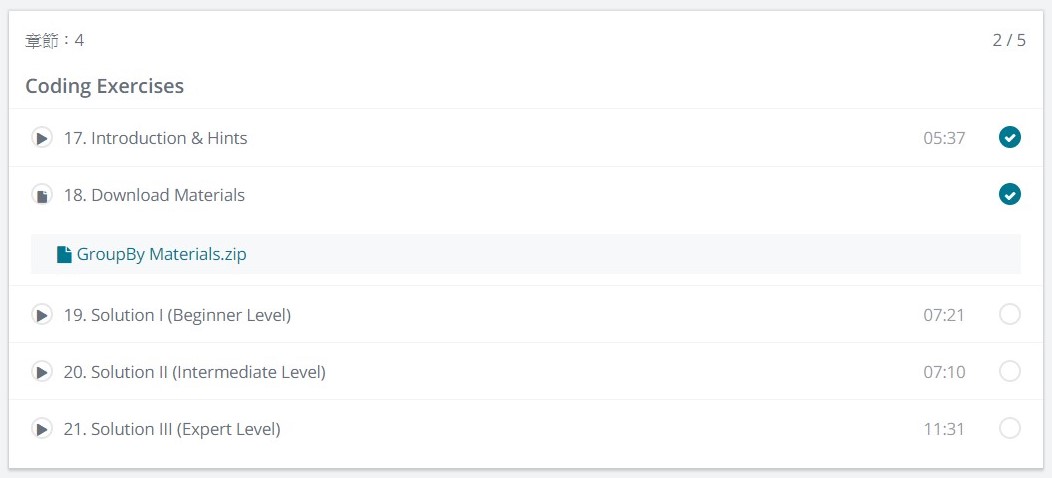 章節：4 2 / 5
Coding Exercises
17. Introduction & Hints 05:37
18. Download Materials
GroupBy Materials.zip
19. Solution I (Beginner Level) 07:21
20. Solution II (Intermediate Level) 07:10
21. Solution III (Expert Level) 11:31